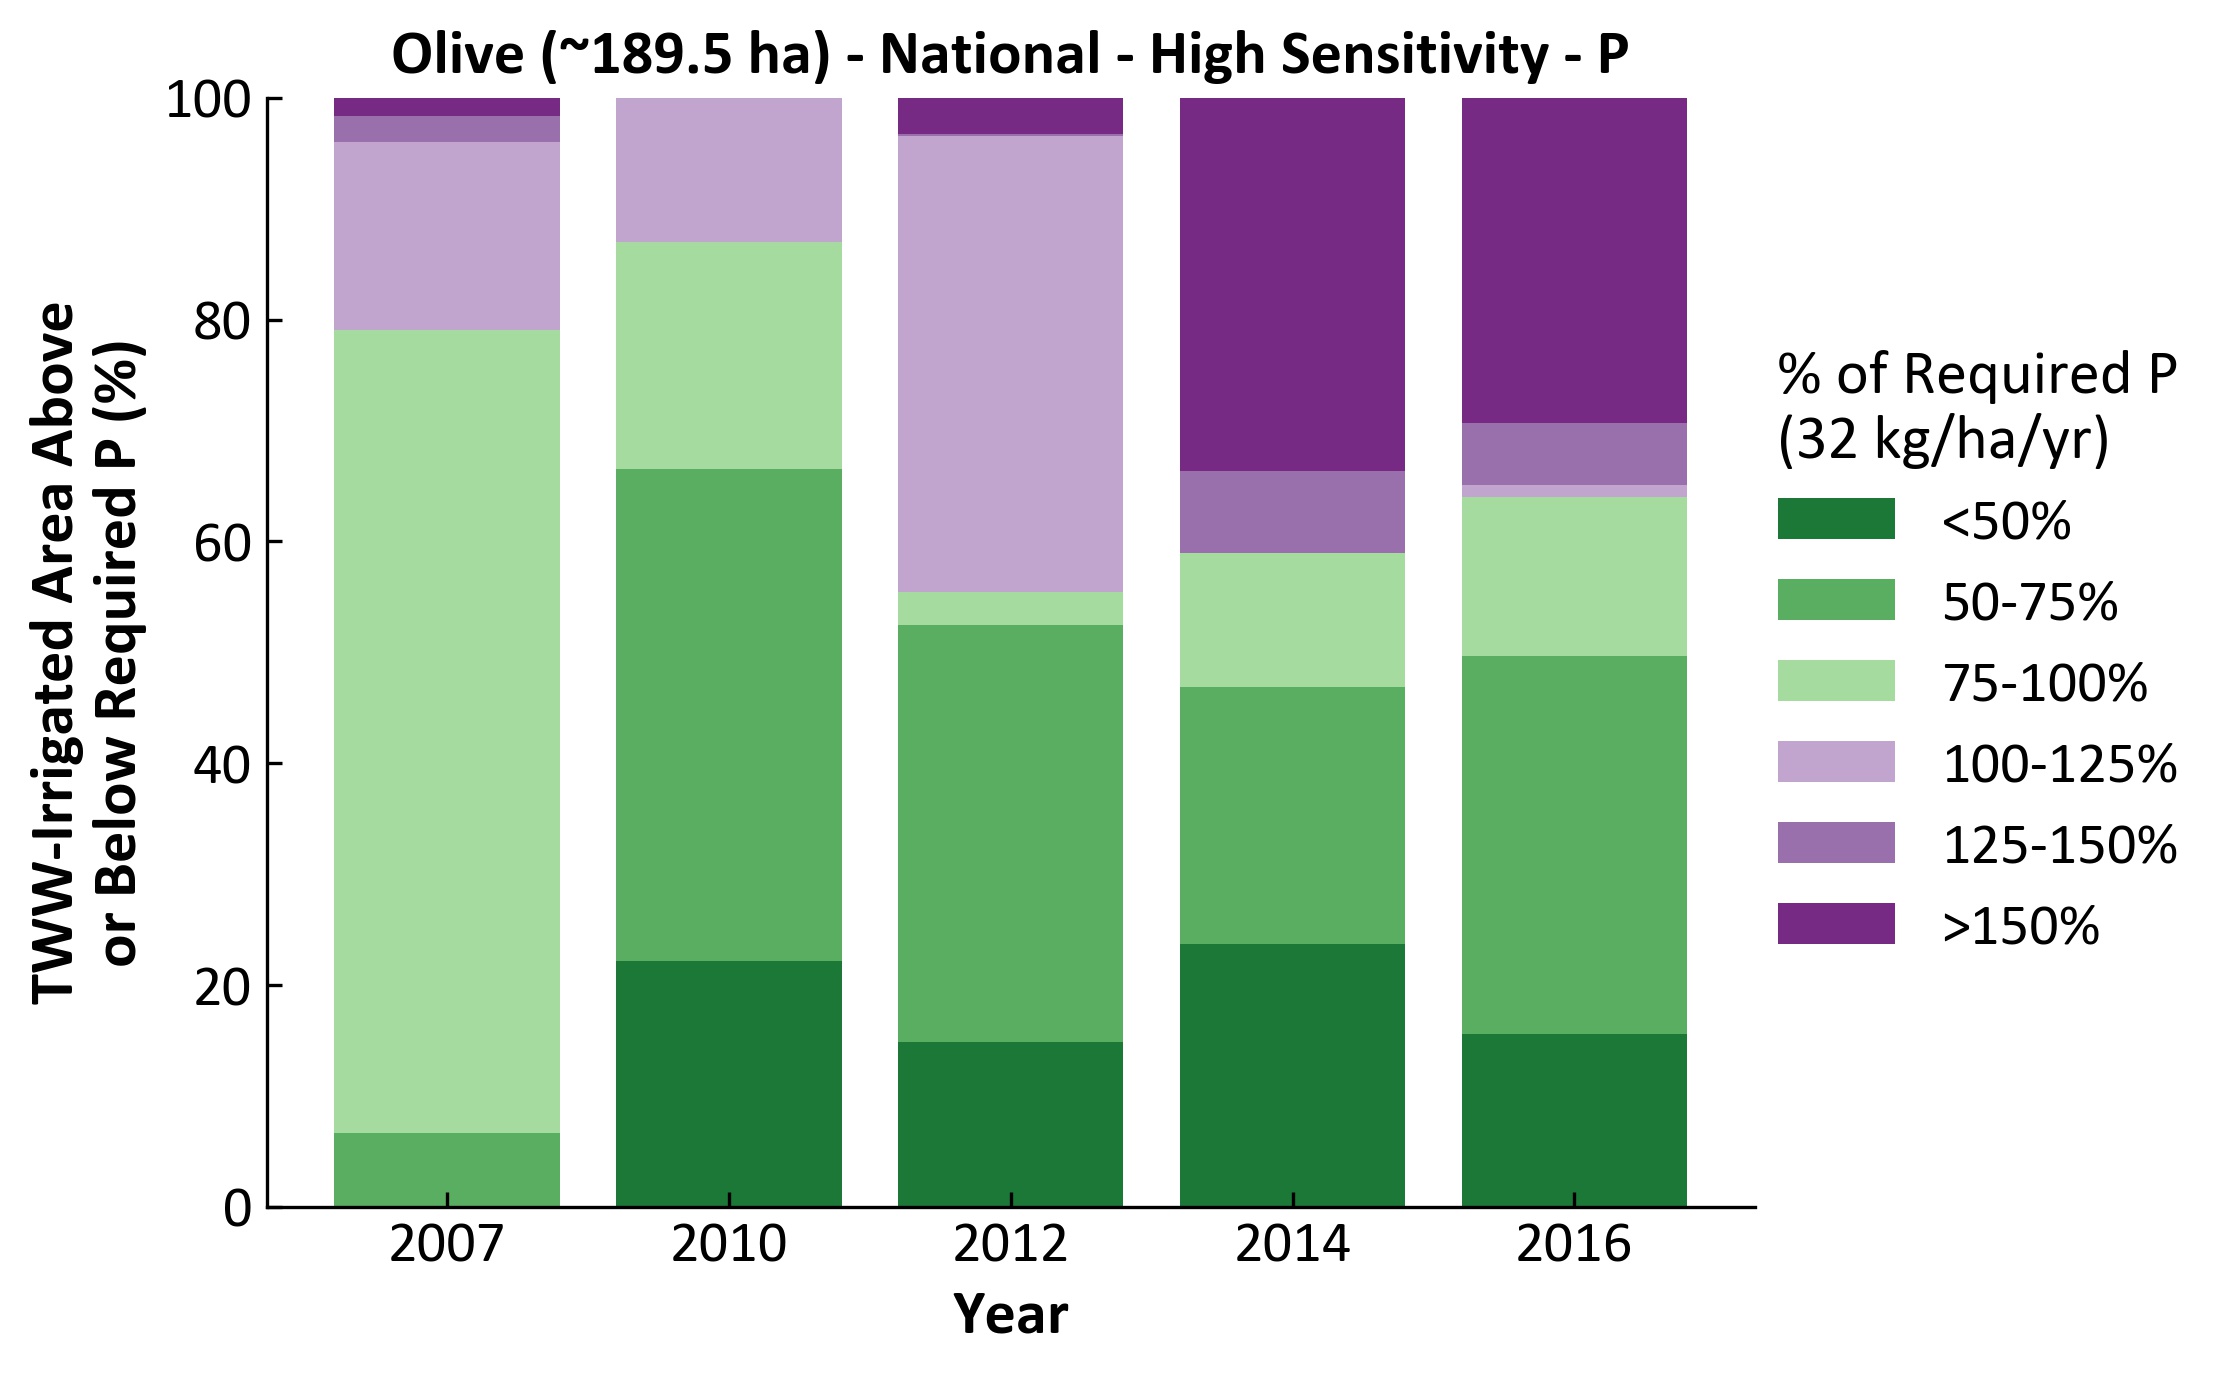 Olive (~189.5 ha) - National - High Sensitivity - P
TWW-Irrigated Area Above
or Below Required P (%)
100
80
60
40
20
0
2007
2010
2012
2014
2016
Year
% of Required P
(32 kg/ha/yr)
<50%
50-75%
75-100%
100-125%
125-150%
>150%